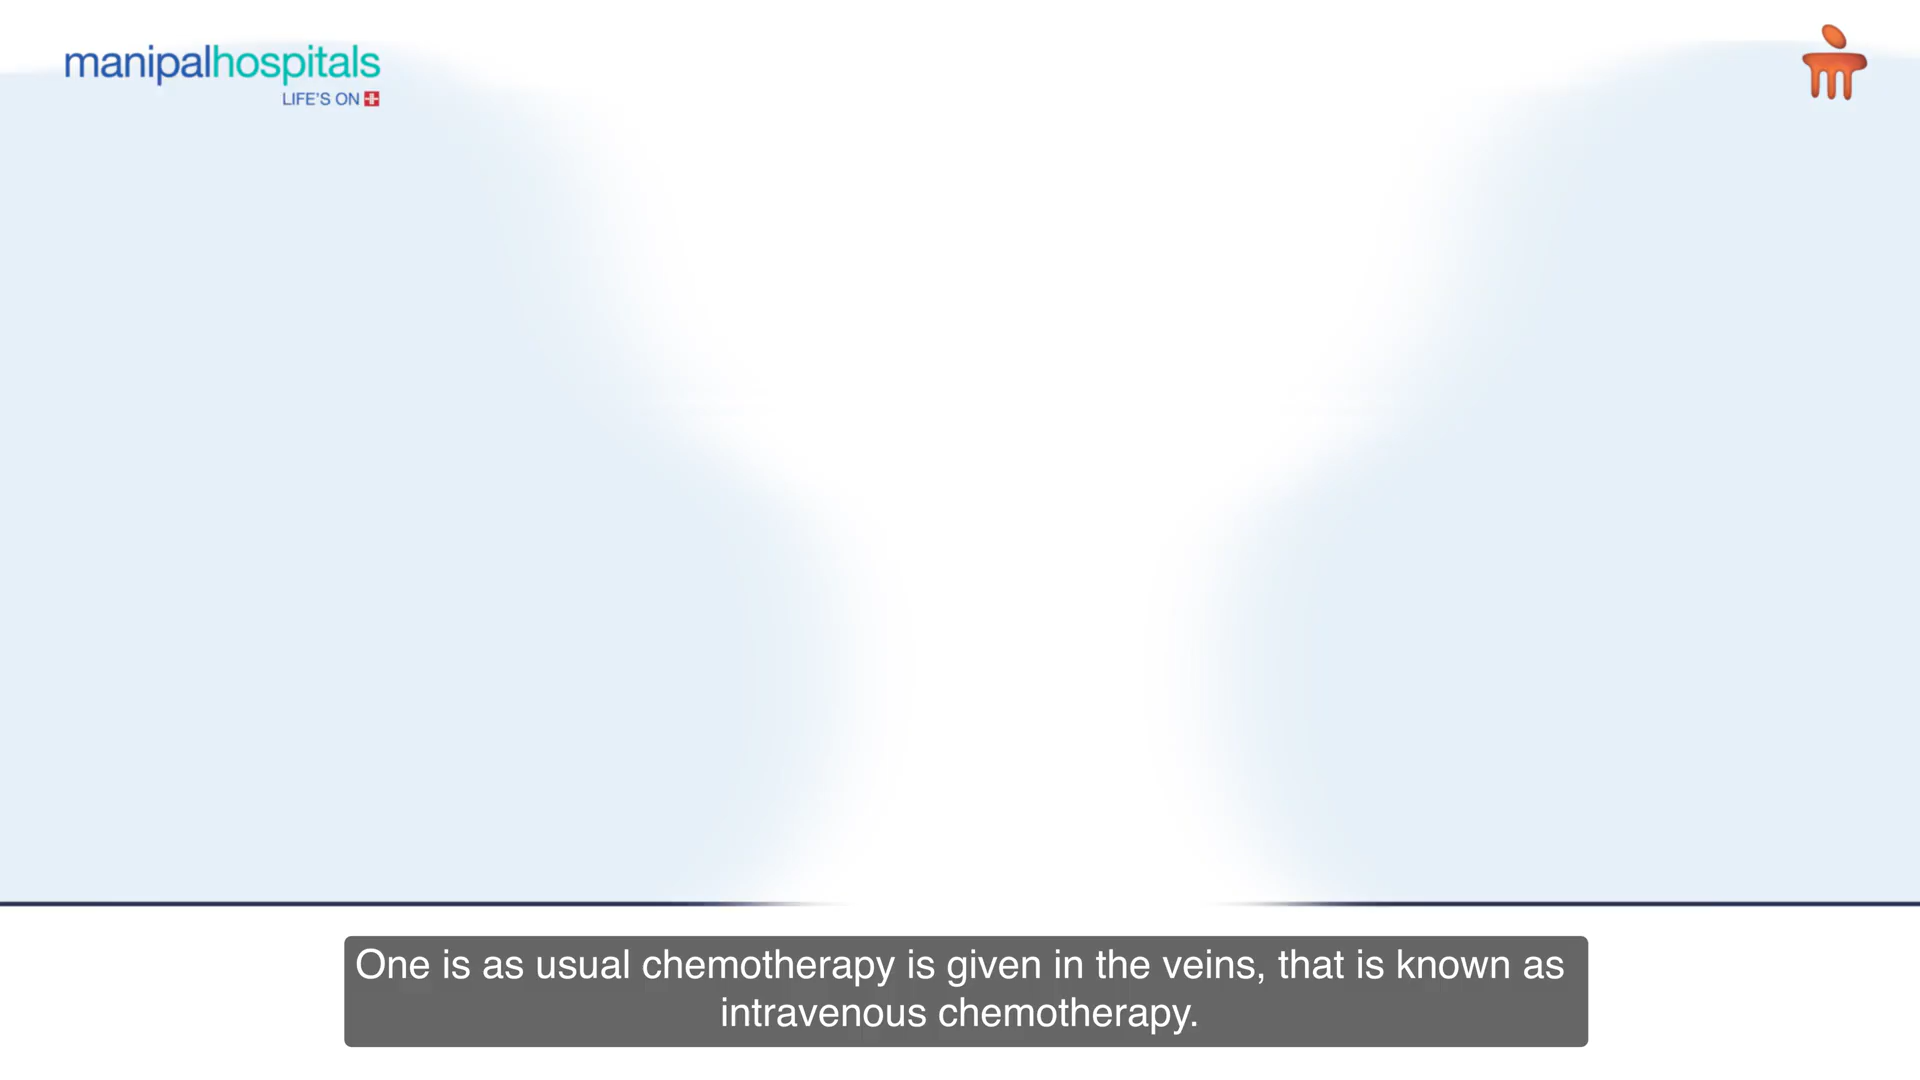 manipalhospitals
LIFE'S ON
One is as usual chemotherapy is given in the veins, that is known as
intravenous chemotherapy.